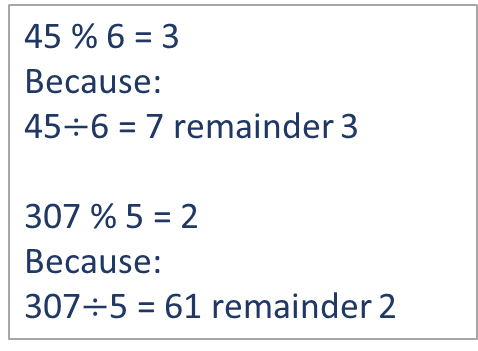 45 % 6 = 3
Because:
45÷6 = 7 remainder 3
307 % 5 = 2
Because:
307÷5 = 61 remainder 2